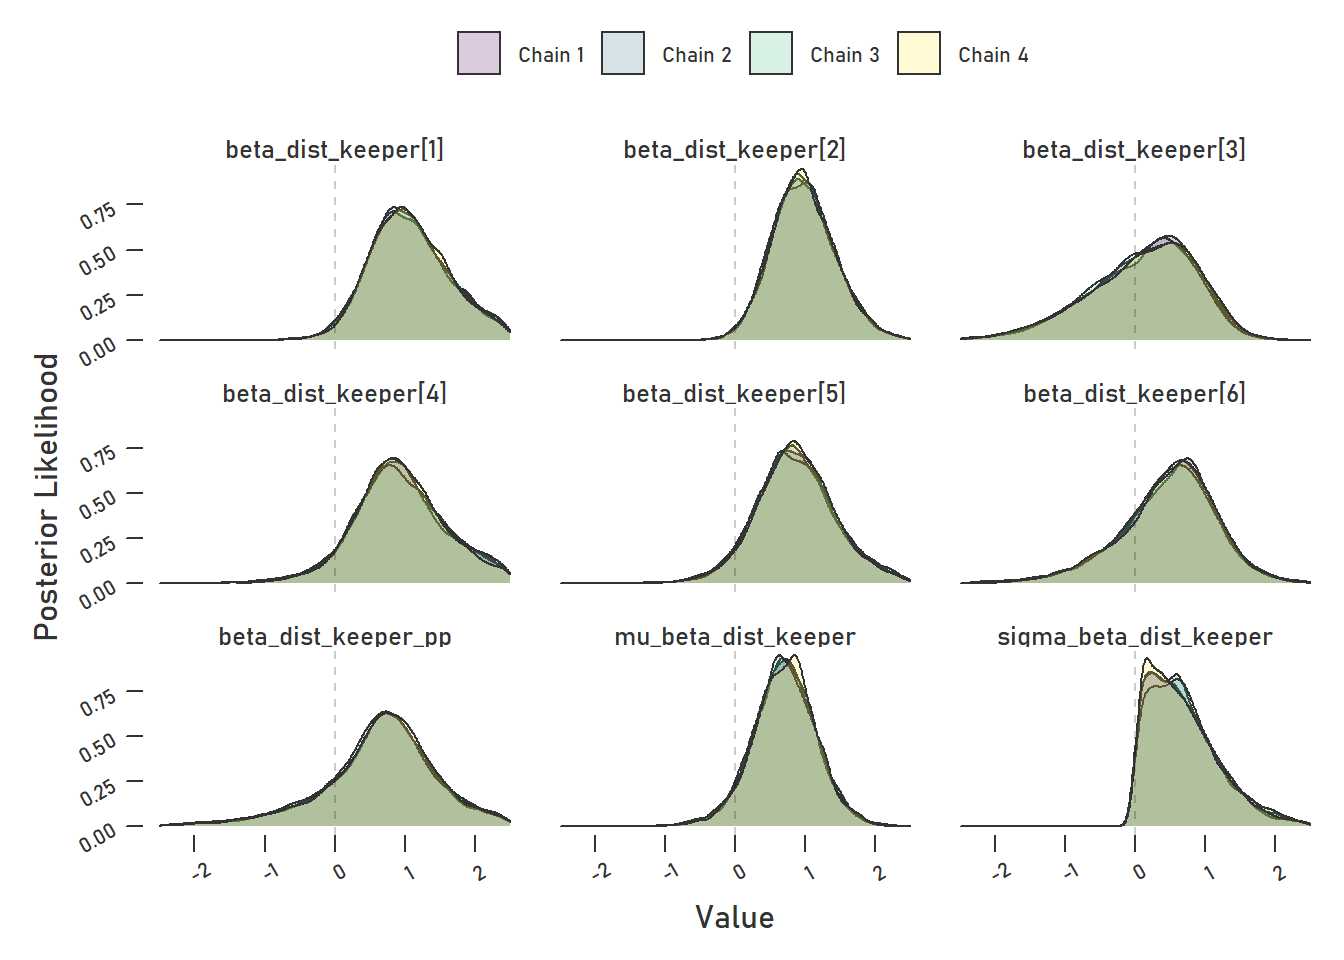 Chain 1 Chain 2 Chain 3 Chain 4
beta_dist_keeper[1] beta_dist_keeper[2] beta_dist_keeper[3]
0.75
0.50
0.25
0.00
beta_dist_keeper[4] beta_dist_keeper[5] beta_dist_keeper[6]
0.75
0.50
0.25
0.00
Posterior Likelihood
beta_dist_keeper_pp mu_beta_dist_keeper sigma_beta_dist_keeper
0.75
0.50
0.25
0.00
-2 -1 0 1 2 -2 -1 0 1 2 -2 -1 0 1 2
Value